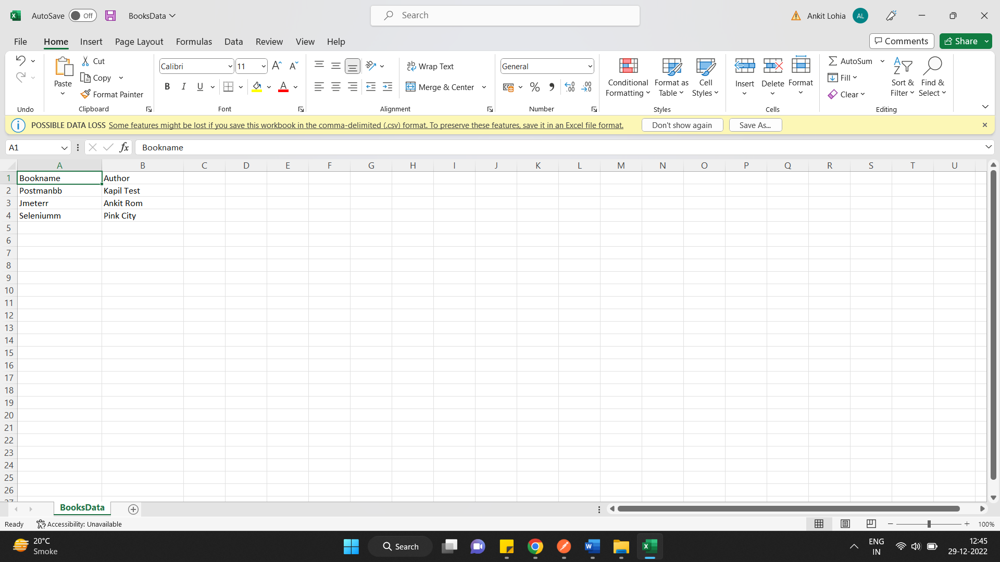 AutoSave Off BooksData Search Ankit Lohia AL
File Home Insert Page Layout Formulas Data Review View Help Comments Share
Undo
Paste Cut Copy Format Painter
Clipboard
Calibri 11
B I U A
Font
ab Wrap Text
Merge & Center
Alignment
General
% 9 .00 .00
Number
Conditional Formatting Format as Table Cell Styles
Styles
Insert Delete Format
Cells
AutoSum
Fill
Clear
Sort & Filter Find & Select
Editing
POSSIBLE DATA LOSS Some features might be lost if you save this workbook in the comma-delimited (.csv) format. To preserve these features, save it in an Excel file format. Don't show again Save As...
A1 fx Bookname
A B C D E F G H I J K L M N O P Q R S T U
1 Bookname Author
2 Postmanbb Kapil Test
3 Jmeterr Ankit Rom
4 Seleniumm Pink City
5
6
7
8
9
10
11
12
13
14
15
16
17
18
19
20
21
22
23
24
25
26
27
BooksData
Ready Accessibility: Unavailable 100%
20°C
Smoke
Search
ENG
IN
12:45
29-12-2022